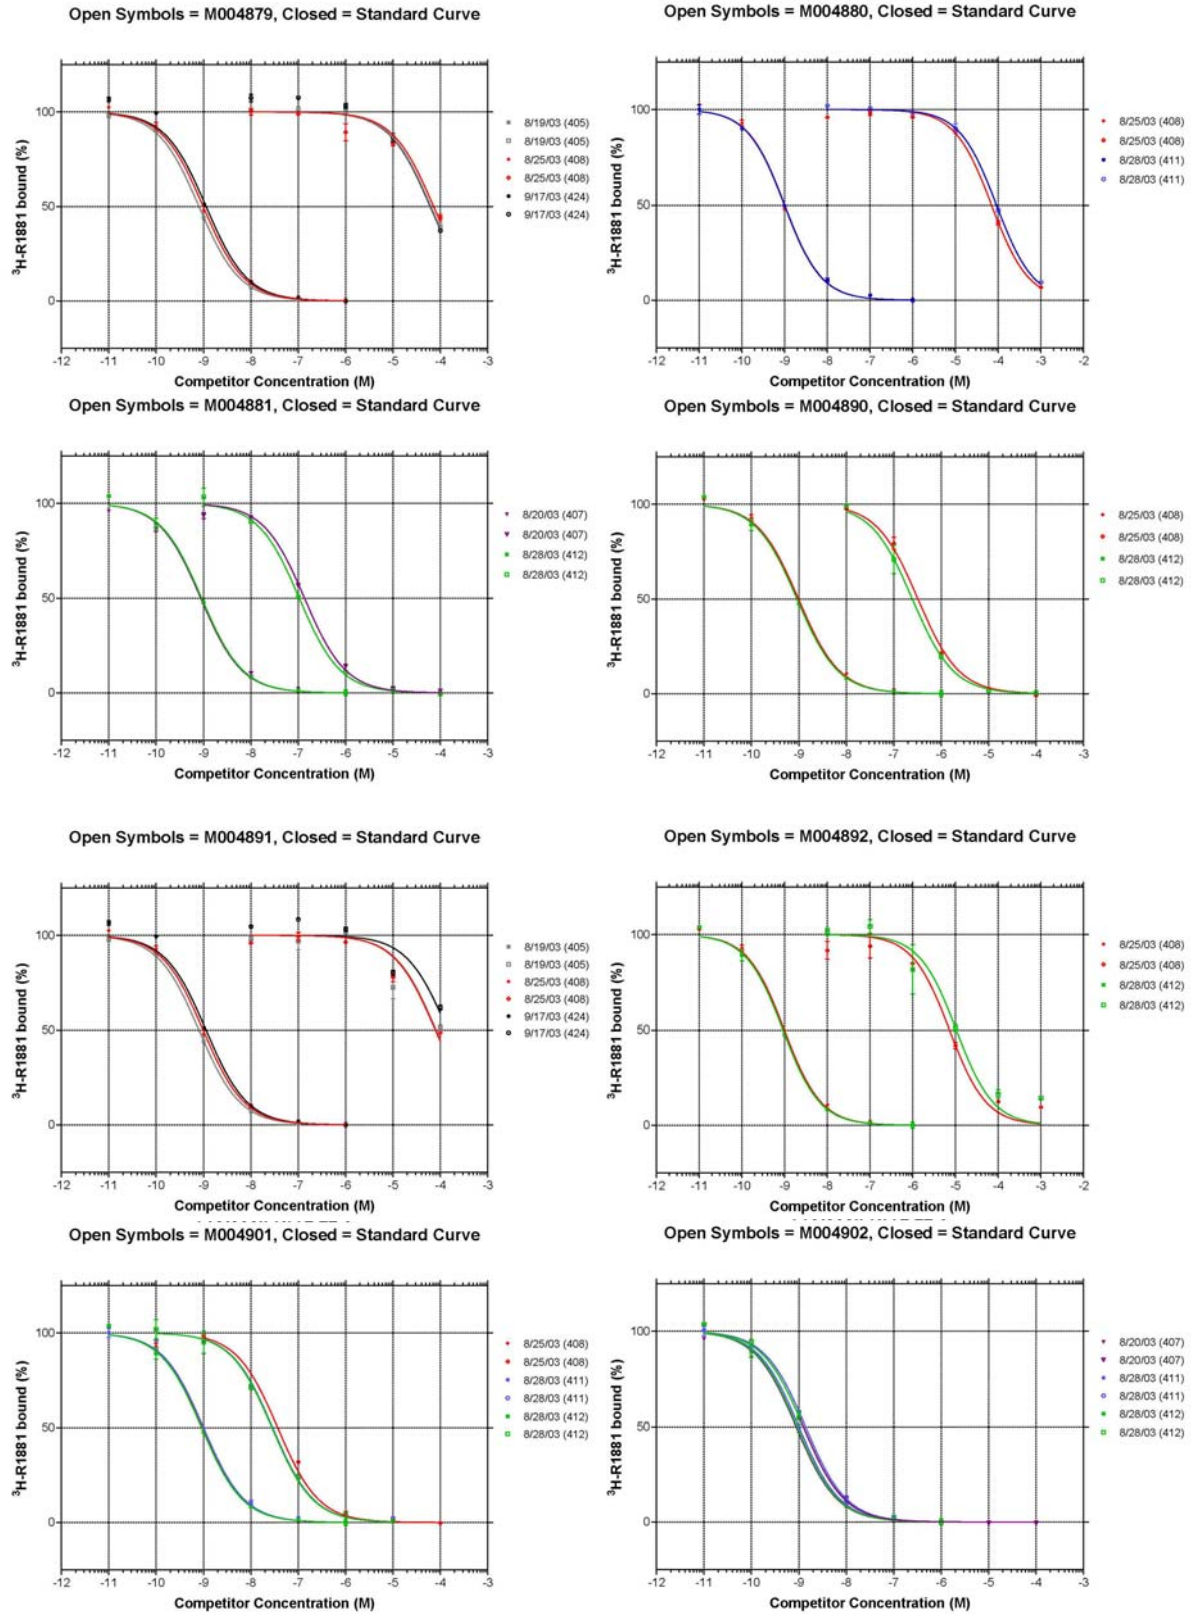 Open Symbols = M004879, Closed = Standard Curve
³H-R1881 bound (%)
100
50
0
-12 -11 -10 -9 -8 -7 -6 -5 -4 -3
Competitor Concentration (M)
8/19/03 (405)
8/19/03 (405)
8/25/03 (408)
8/25/03 (408)
9/17/03 (424)
9/17/03 (424)
Open Symbols = M004880, Closed = Standard Curve
³H-R1881 bound (%)
100
50
0
-12 -11 -10 -9 -8 -7 -6 -5 -4 -3 -2
Competitor Concentration (M)
8/25/03 (408)
8/25/03 (408)
8/28/03 (411)
8/28/03 (411)
Open Symbols = M004881, Closed = Standard Curve
³H-R1881 bound (%)
100
50
0
-12 -11 -10 -9 -8 -7 -6 -5 -4 -3
Competitor Concentration (M)
8/20/03 (407)
8/20/03 (407)
8/28/03 (412)
8/28/03 (412)
Open Symbols = M004890, Closed = Standard Curve
³H-R1881 bound (%)
100
50
0
-12 -11 -10 -9 -8 -7 -6 -5 -4 -3
Competitor Concentration (M)
8/25/03 (408)
8/25/03 (408)
8/28/03 (412)
8/28/03 (412)
Open Symbols = M004891, Closed = Standard Curve
³H-R1881 bound (%)
100
50
0
-12 -11 -10 -9 -8 -7 -6 -5 -4 -3
Competitor Concentration (M)
8/19/03 (405)
8/19/03 (405)
8/25/03 (408)
8/25/03 (408)
9/17/03 (424)
9/17/03 (424)
Open Symbols = M004892, Closed = Standard Curve
³H-R1881 bound (%)
100
50
0
-12 -11 -10 -9 -8 -7 -6 -5 -4 -3 -2
Competitor Concentration (M)
8/25/03 (408)
8/25/03 (408)
8/28/03 (412)
8/28/03 (412)
Open Symbols = M004901, Closed = Standard Curve
³H-R1881 bound (%)
100
50
0
-12 -11 -10 -9 -8 -7 -6 -5 -4 -3
Competitor Concentration (M)
8/25/03 (408)
8/25/03 (408)
8/28/03 (411)
8/28/03 (411)
8/28/03 (412)
8/28/03 (412)
Open Symbols = M004902, Closed = Standard Curve
³H-R1881 bound (%)
100
50
0
-12 -11 -10 -9 -8 -7 -6 -5 -4 -3
Competitor Concentration (M)
8/20/03 (407)
8/20/03 (407)
8/28/03 (411)
8/28/03 (411)
8/28/03 (412)
8/28/03 (412)